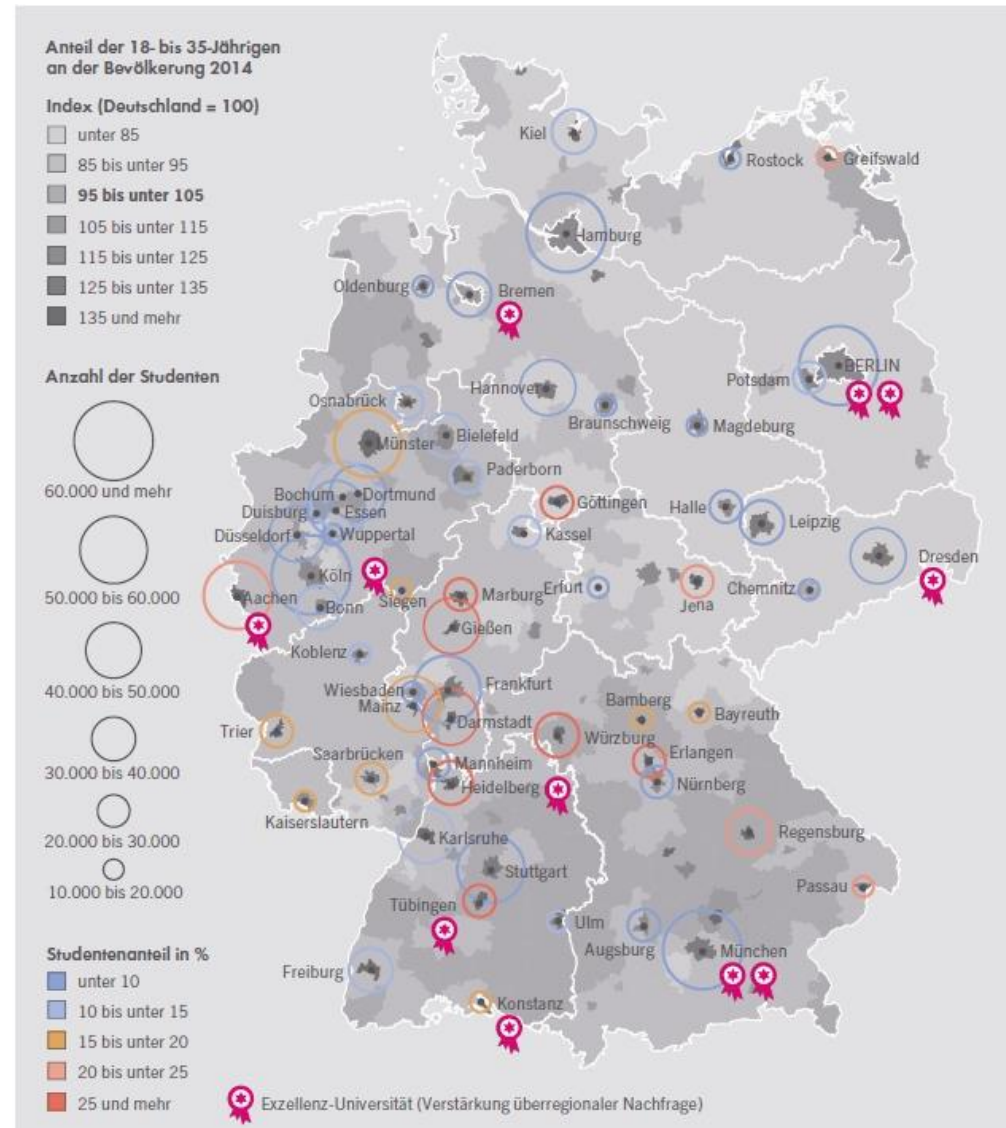 Anteil der 18- bis 35-Jährigen
an der Bevölkerung 2014
Index (Deutschland = 100)
unter 85
85 bis unter 95
95 bis unter 105
105 bis unter 115
115 bis unter 125
125 bis unter 135
135 und mehr
Anzahl der Studenten
60.000 und mehr
50.000 bis 60.000
40.000 bis 50.000
30.000 bis 40.000
20.000 bis 30.000
10.000 bis 20.000
Studentenanteil in %
unter 10
10 bis unter 15
15 bis unter 20
20 bis unter 25
25 und mehr
Exzellenz-Universität (Verstärkung überregionaler Nachfrage)
Kiel
Rostock
Greifswald
Hamburg
Oldenburg
Bremen
BERLIN
Potsdam
Hannover
Osnabrück
Braunschweig
Magdeburg
Münster
Bielefeld
Paderborn
Bochum
Dortmund
Duisburg
Essen
Göttingen
Halle
Leipzig
Düsseldorf
Wuppertal
Kassel
Dresden
Köln
Aachen
Siegen
Marburg
Erfurt
Jena
Chemnitz
Bonn
Gießen
Koblenz
Wiesbaden
Frankfurt
Mainz
Bamberg
Bayreuth
Trier
Darmstadt
Würzburg
Saarbrücken
Erlangen
Mannheim
Heidelberg
Nürnberg
Kaiserslautern
Karlsruhe
Regensburg
Stuttgart
Passau
Tübingen
Ulm
Augsburg
München
Freiburg
Konstanz